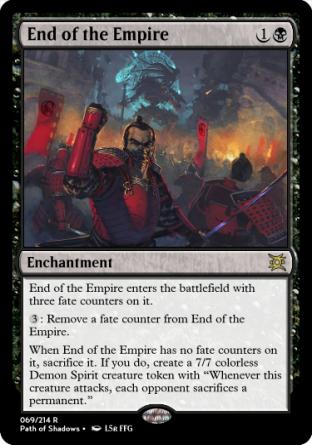 End of the Empire 1
Enchantment
End of the Empire enters the battlefield with
three fate counters on it.
3: Remove a fate counter from End of the
Empire.
When End of the Empire has no fate counters on
it, sacrifice it. If you do, create a 7/7 colorless
Demon Spirit creature token with “Whenever this
creature attacks, each opponent sacrifices a
permanent.”
069/214 R
Path of Shadows • L5R FFG